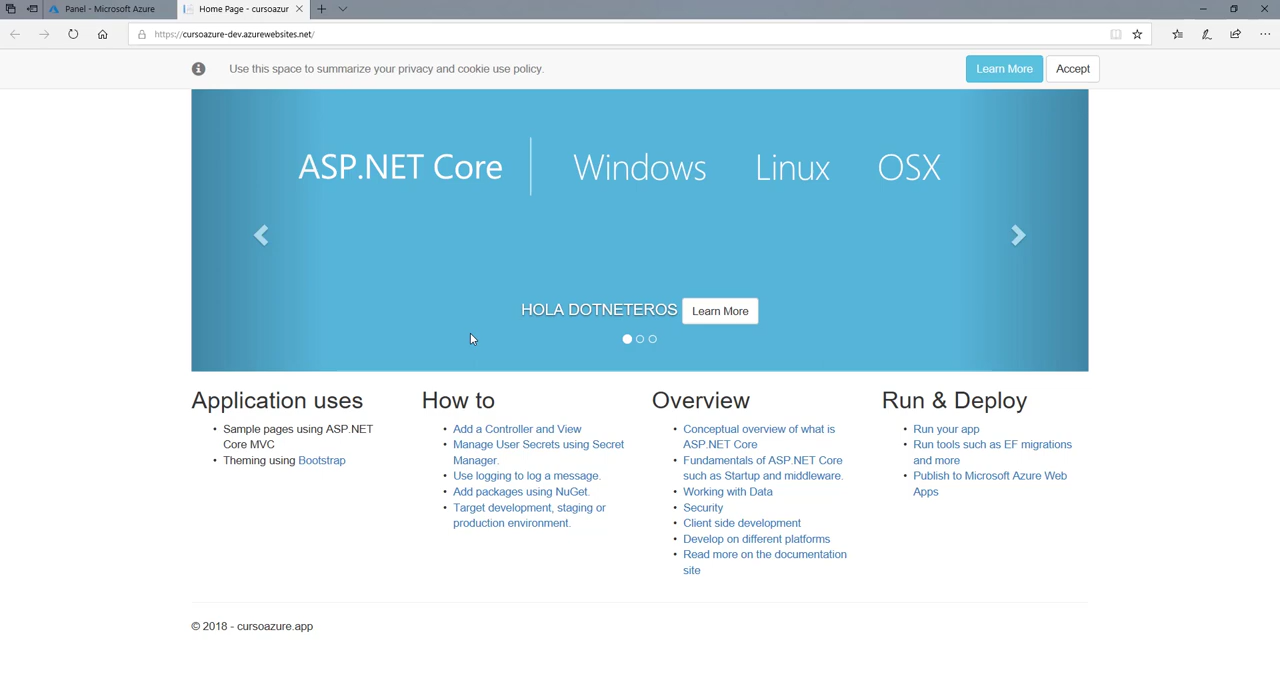 Panel - Microsoft Azure
Home Page - cursoazur
https://cursoazure-dev.azurewebsites.net/
Use this space to summarize your privacy and cookie use policy.
Learn More
Accept
ASP.NET Core
Windows
Linux
OSX
HOLA DOTNETEROS
Learn More
Application uses
Sample pages using ASP.NET
Core MVC
Theming using Bootstrap
How to
Add a Controller and View
Manage User Secrets using Secret
Manager.
Use logging to log a message.
Add packages using NuGet.
Target development, staging or
production environment.
Overview
Conceptual overview of what is
ASP.NET Core
Fundamentals of ASP.NET Core
such as Startup and middleware.
Working with Data
Security
Client side development
Develop on different platforms
Read more on the documentation
site
Run & Deploy
Run your app
Run tools such as EF migrations
and more
Publish to Microsoft Azure Web
Apps
© 2018 - cursoazure.app